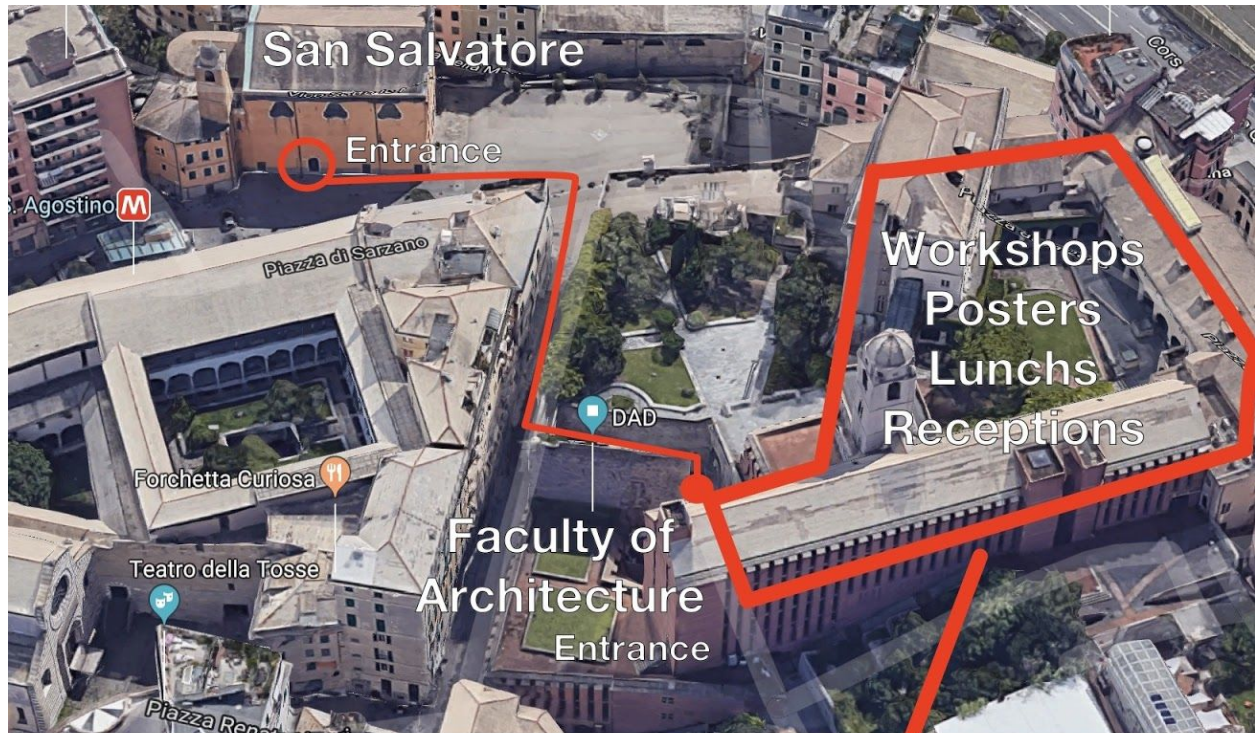 San Salvatore
Cors
Entrance
S. Agostino M
Piazza di Sarzano
Workshops
Posters
Lunchs
Receptions
DAD
Forchetta Curiosa
Faculty of
Architecture
Entrance
Teatro della Tosse